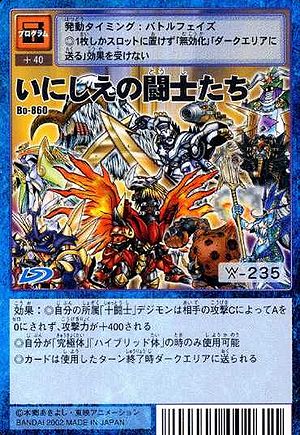 プログラム
+40
はつどう
発動タイミング：バトルフェイズ
◎1枚しかスロットに置けず「無効化」「ダークエリアに
送る」効果を受けない
いにしえの闘士たち
とうし
Bo-860
W-235
効果：◎自分の所属「十闘士」デジモンは相手の攻撃CによってAを
0にされず、攻撃力が+400される
◎自分が「究極体」「ハイブリッド体」の時のみ使用可能
◎カードは使用したターン終了時ダークエリアに送られる
©本郷あきよし・東映アニメーション
BANDAI 2002 MADE IN JAPAN